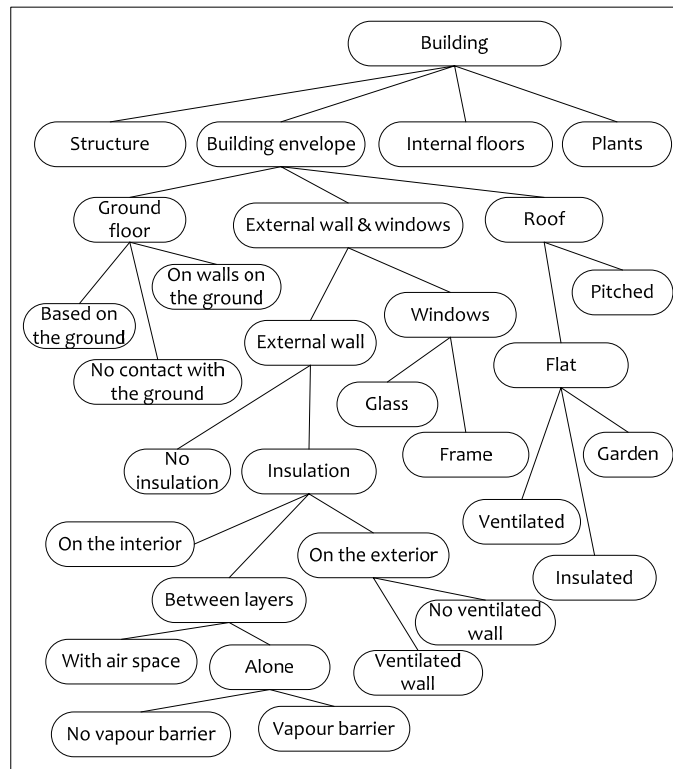 Building
Structure
Building envelope
Internal floors
Plants
Ground
floor
External wall & windows
Roof
On walls on
the ground
Based on
the ground
No contact with
the ground
Pitched
Windows
External wall
Flat
Glass
Frame
Garden
No
insulation
Insulation
Ventilated
Insulated
On the interior
On the exterior
Between layers
No ventilated
wall
With air space
Alone
Ventilated
wall
No vapour barrier
Vapour barrier